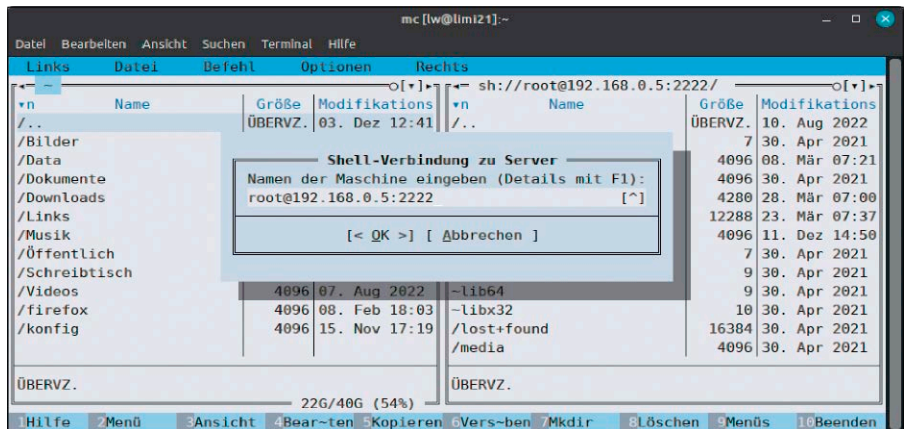 mc [lw@limi21]:~
Datei Bearbeiten Ansicht Suchen Terminal Hilfe
Links Datei Befehl Optionen Rechts
~ sh://root@192.168.0.5:2222/
▾n Name Größe Modifikations ▾n Name Größe Modifikations
/.. ÜBERVZ. 03. Dez 12:41 /.. ÜBERVZ. 10. Aug 2022
/Bilder 7 30. Apr 2021
/Data 4096 08. Mär 07:21
/Dokumente 4096 30. Apr 2021
/Downloads 4280 28. Mär 07:00
/Links 12288 23. Mär 07:37
/Musik 4096 11. Dez 14:50
/Öffentlich 7 30. Apr 2021
/Schreibtisch 9 30. Apr 2021
/Videos 4096 07. Aug 2022 ~lib64 9 30. Apr 2021
/firefox 4096 08. Feb 18:03 ~libx32 10 30. Apr 2021
/konfig 4096 15. Nov 17:19 /lost+found 16384 30. Apr 2021
/media 4096 30. Apr 2021
Shell-Verbindung zu Server
Namen der Maschine eingeben (Details mit F1):
root@192.168.0.5:2222 [^]
[< OK >] [ Abbrechen ]
ÜBERVZ. ÜBERVZ.
22G/40G (54%)
1Hilfe 2Menü 3Ansicht 4Bear~ten 5Kopieren 6Vers~ben 7Mkdir 8Löschen 9Menüs 10Beenden